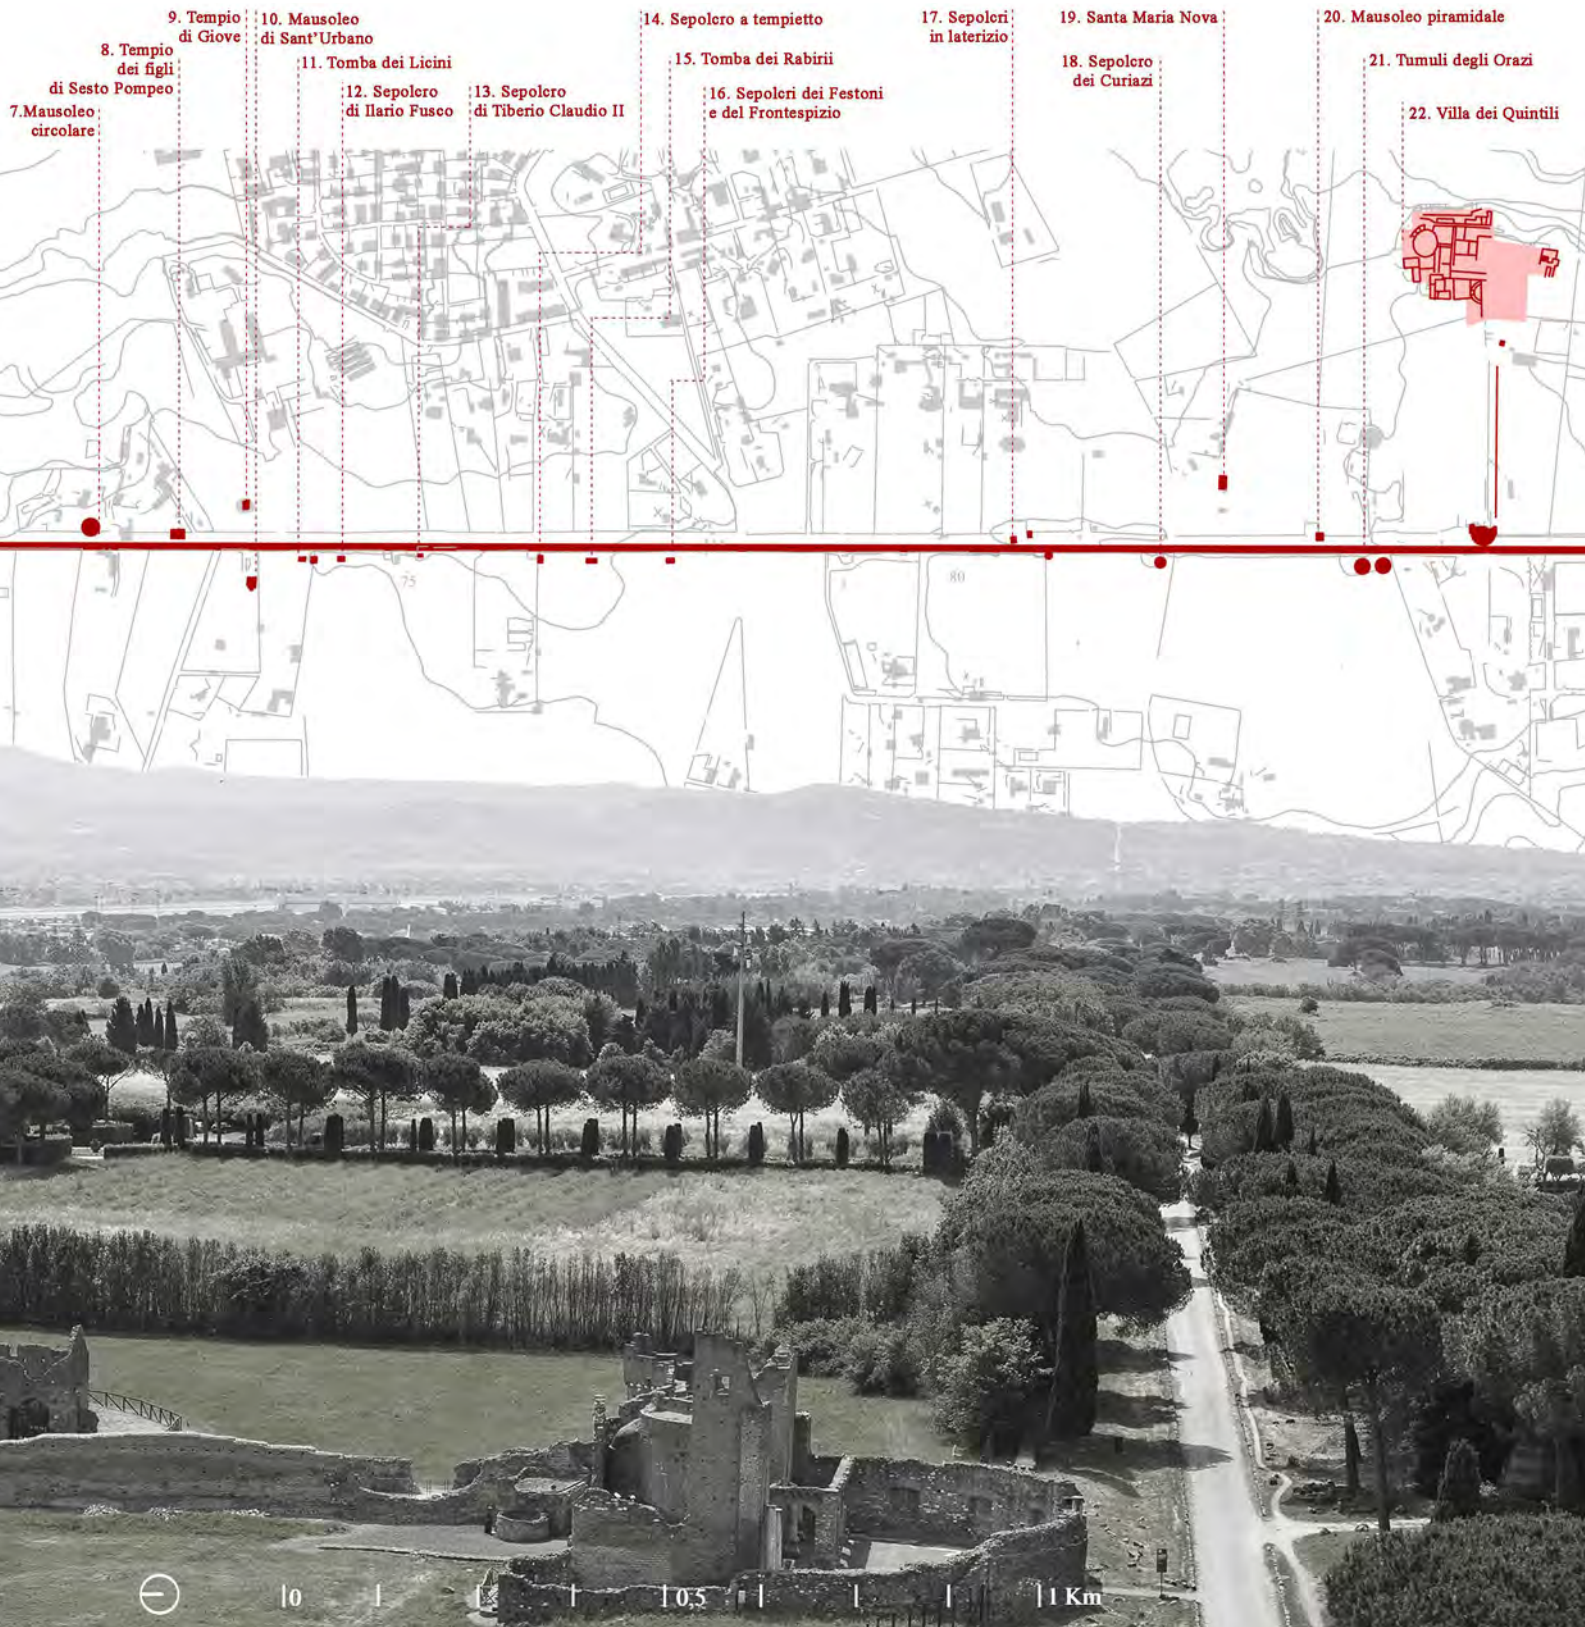 7.Mausoleo
circolare
8. Tempio
dei figli
di Sesto Pompeo
9. Tempio
di Giove
10. Mausoleo
di Sant'Urbano
11. Tomba dei Licini
12. Sepolcro
di Ilario Fusco
13. Sepolcro
di Tiberio Claudio II
14. Sepolcro a tempietto
15. Tomba dei Rabirii
16. Sepolcri dei Festoni
e del Frontespizio
17. Sepolcri
in laterizio
18. Sepolcro
dei Curiazi
19. Santa Maria Nova
20. Mausoleo piramidale
21. Tumuli degli Orazi
22. Villa dei Quintili
75
80
0
0,5
1 Km